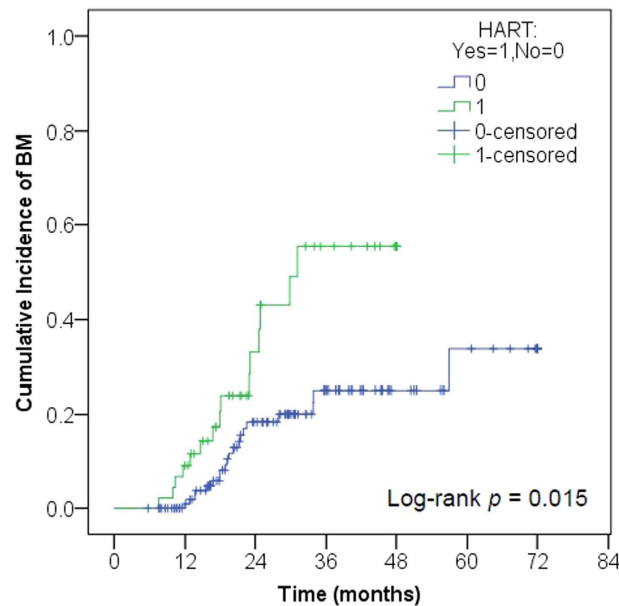 HART:
Yes=1,No=0
0
1
0-censored
1-censored
Cumulative Incidence of BM
1.0
0.8
0.6
0.4
0.2
0.0
Log-rank p = 0.015
0 12 24 36 48 60 72 84
Time (months)